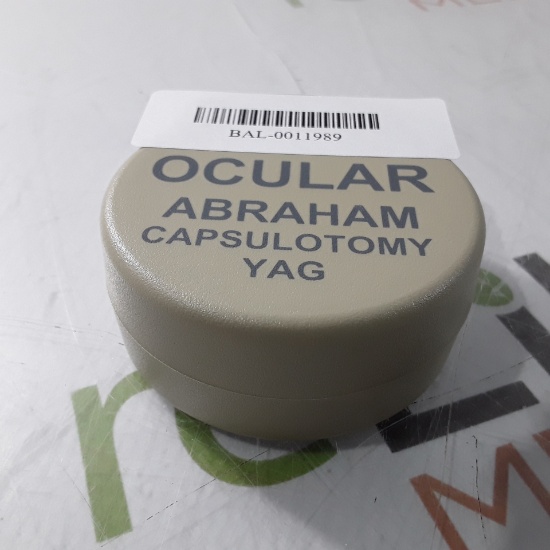 BAL-0011989
OCULAR
ABRAHAM
CAPSULOTOMY
YAG